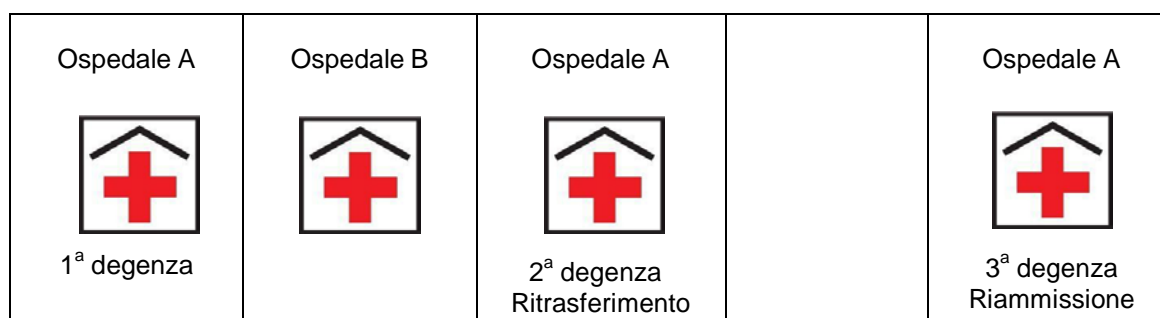 Ospedale A
Ospedale B
Ospedale A
Ospedale A
1ª degenza
2ª degenza
Ritrasferimento
3ª degenza
Riammissione